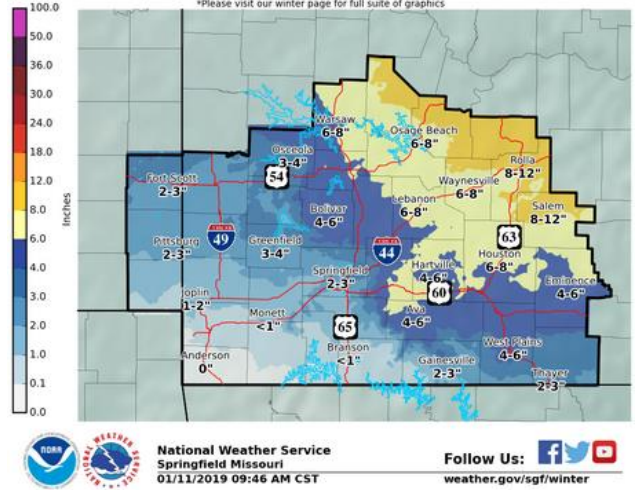 *Please visit our winter page for full suite of graphics
100.0
50.0
36.0
30.0
24.0
18.0
12.0
8.0
6.0
4.0
3.0
2.0
1.0
0.1
0.0
Inches
Warsaw
6-8"
Osage Beach
6-8"
Osceola
3-4"
Rolla
8-12"
Fort Scott
2-3"
54
Waynesville
6-8"
Lebanon
6-8"
Salem
8-12"
Bolivar
4-6"
63
Pittsburg
2-3"
49
Greenfield
3-4"
44
Houston
6-8"
Hartville
4-6"
Springfield
2-3"
Eminence
4-6"
60
Joplin
1-2"
Monett
<1"
Ava
4-6"
65
Branson
<1"
West Plains
4-6"
Anderson
0"
Gainesville
2-3"
Thayer
2-3"
NOAA
NATIONAL WEATHER SERVICE
National Weather Service
Springfield Missouri
01/11/2019 09:46 AM CST
Follow Us:
weather.gov/sgf/winter